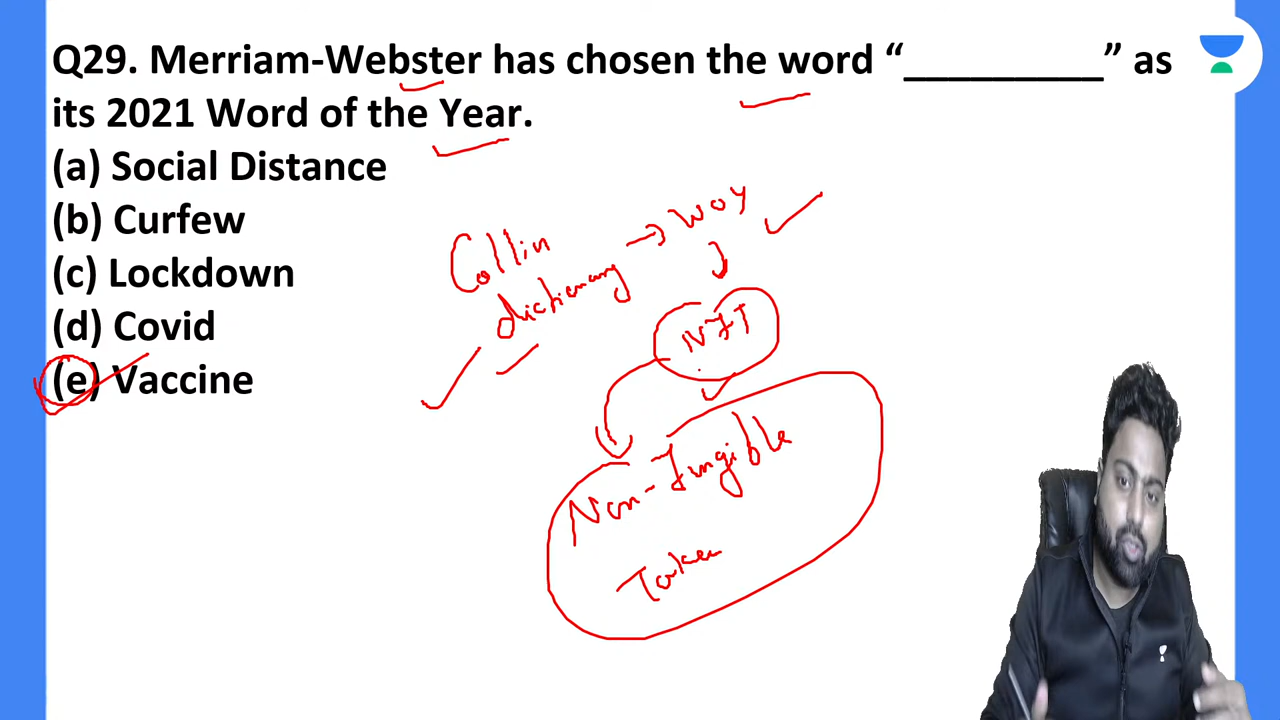 Q29. Merriam-Webster has chosen the word “__________” as
its 2021 Word of the Year.
(a) Social Distance
(b) Curfew
(c) Lockdown
(d) Covid
(e) Vaccine
Collin
dictionary → WOY
NFT
Non-Fungible
Token